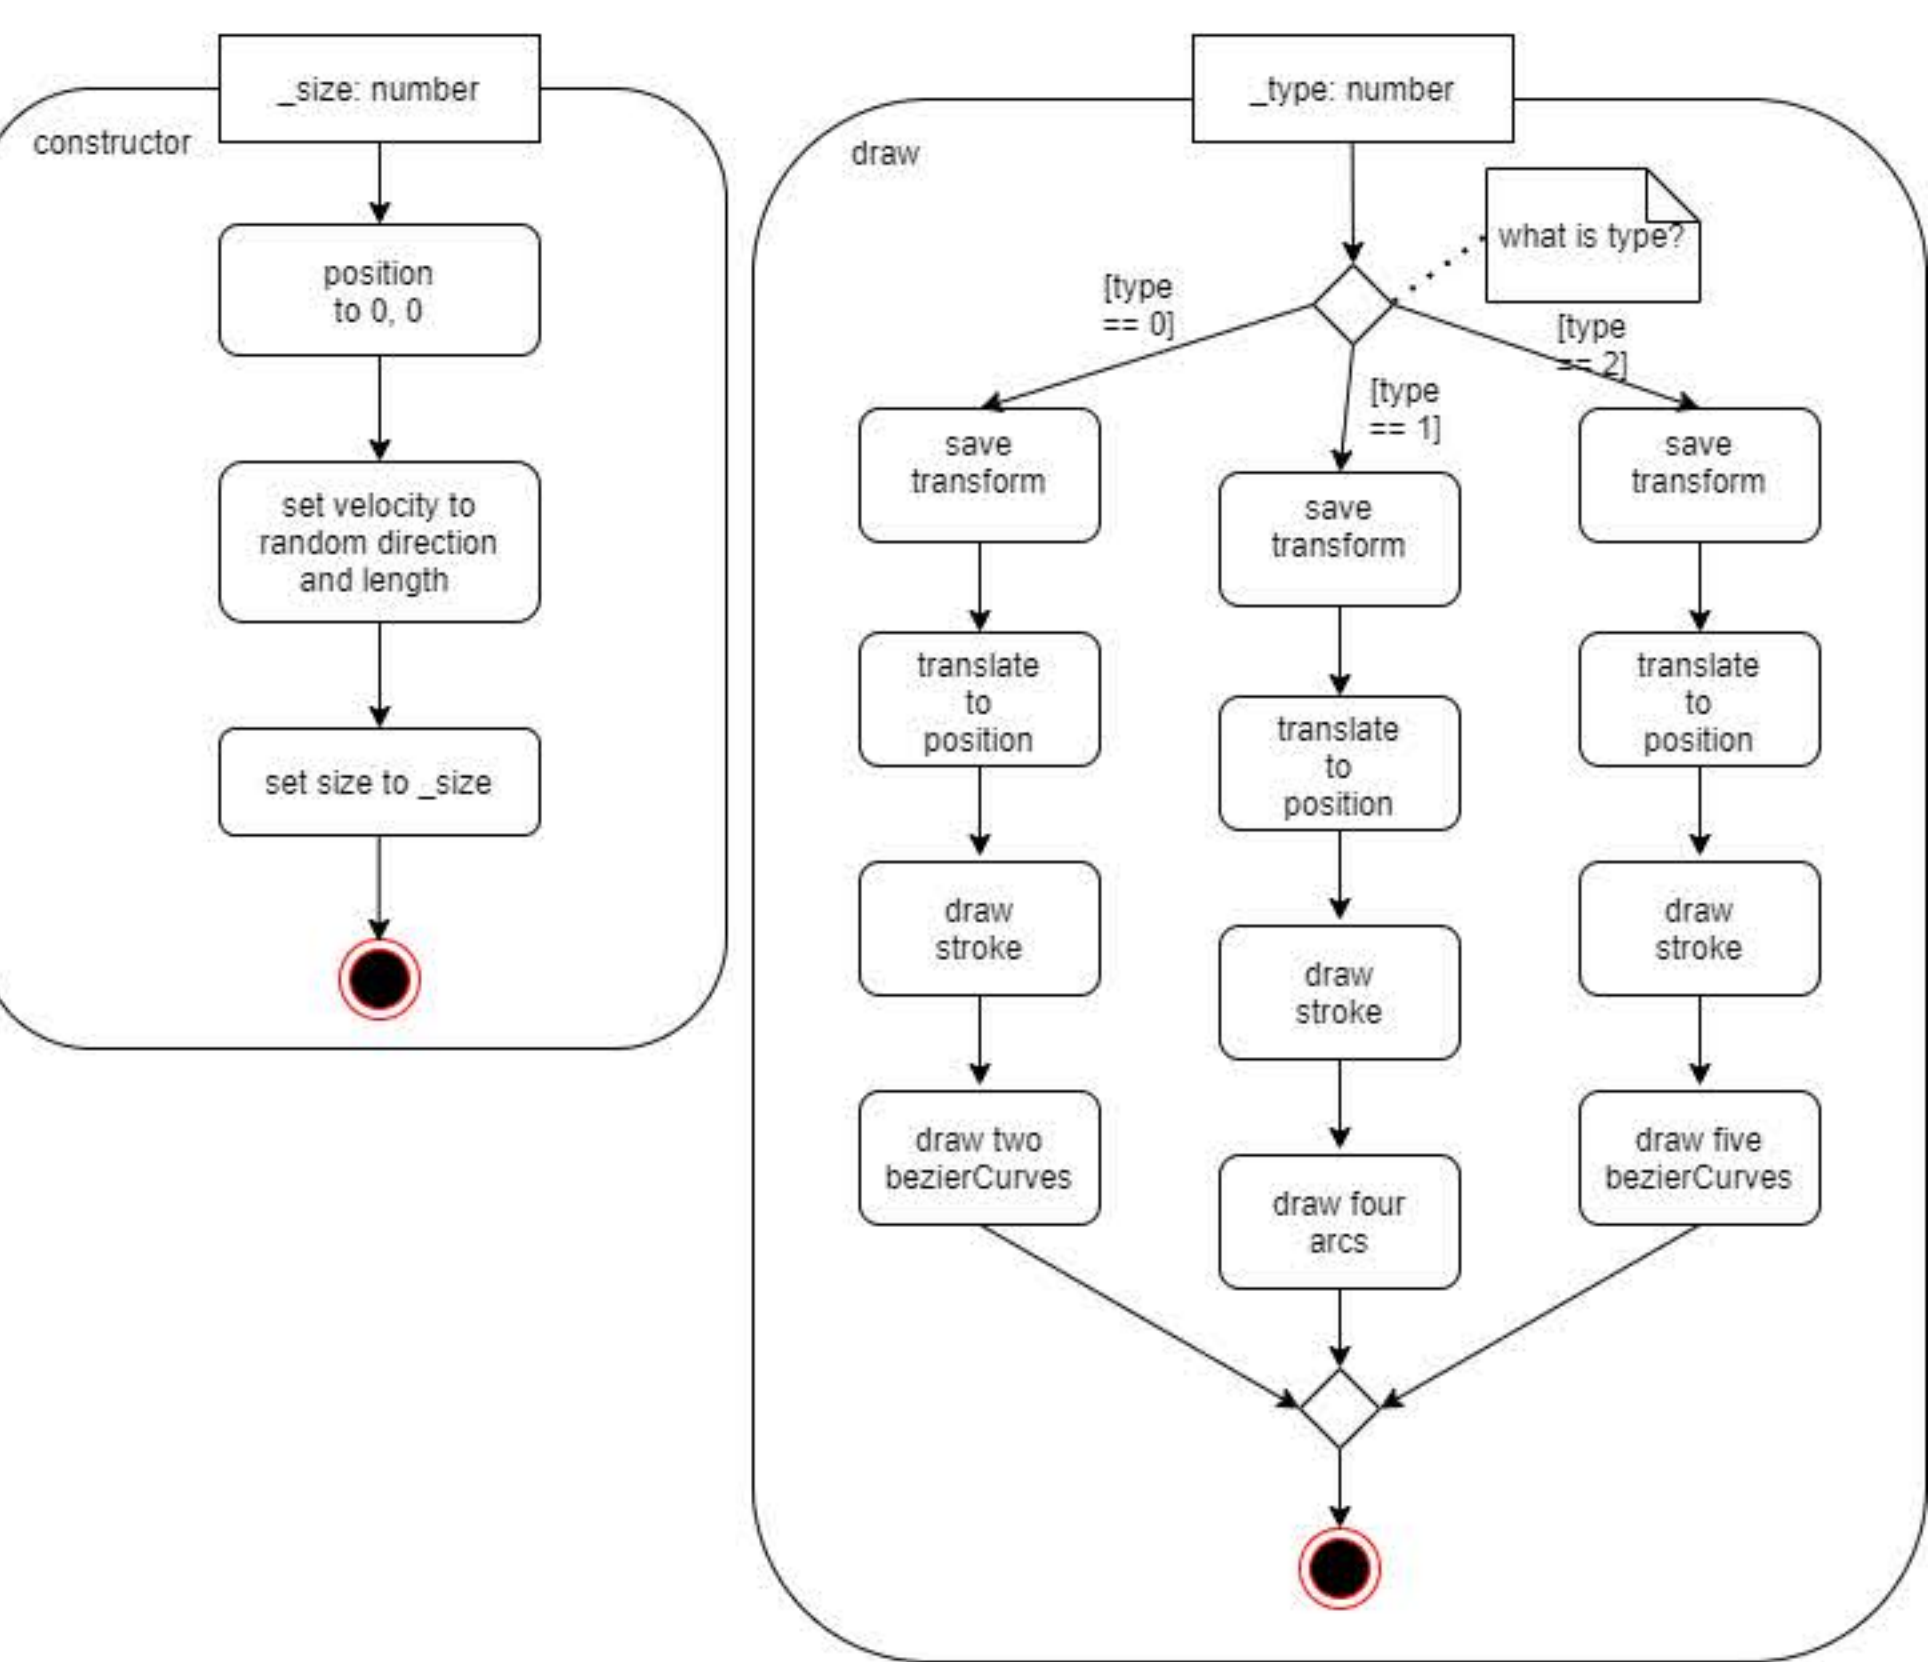 _size: number
constructor
position
to 0, 0
set velocity to
random direction
and length
set size to _size
_type: number
draw
what is type?
[type
== 0]
[type
== 1]
[type
== 2]
save
transform
translate
to
position
draw
stroke
draw two
bezierCurves
save
transform
translate
to
position
draw
stroke
draw four
arcs
save
transform
translate
to
position
draw
stroke
draw five
bezierCurves